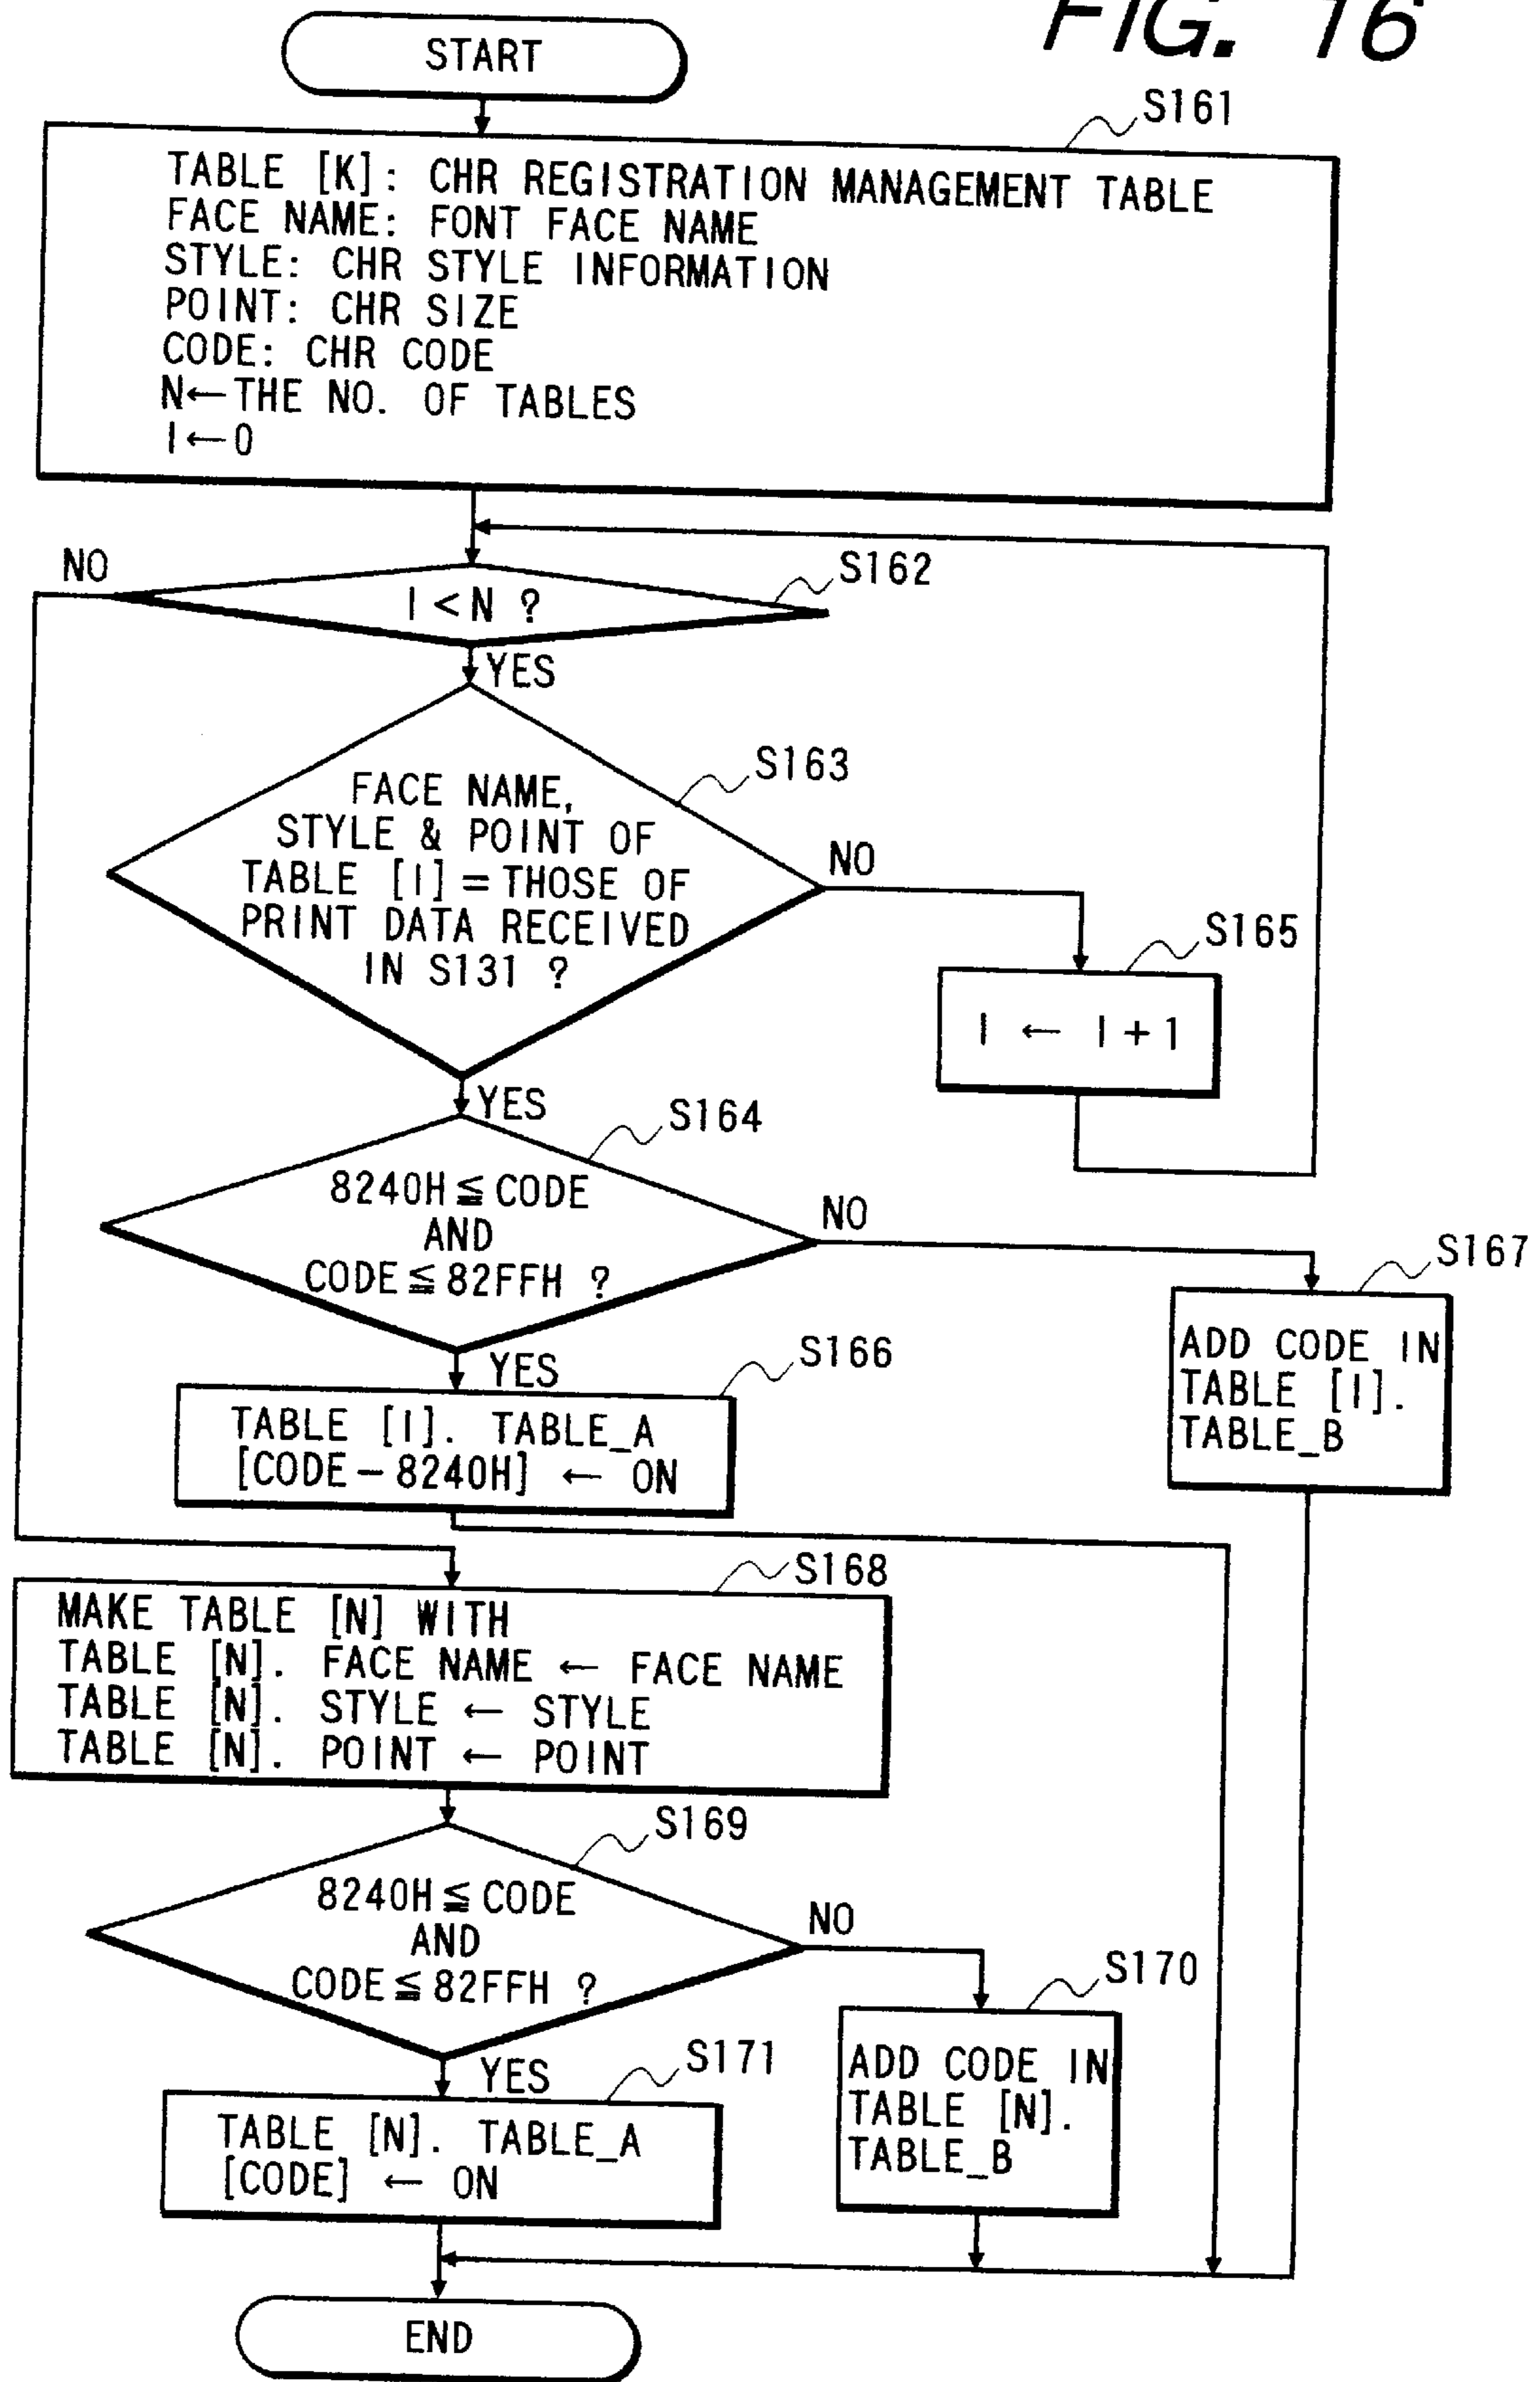 FIG. 16
START
S161
TABLE [K]: CHR REGISTRATION MANAGEMENT TABLE
FACE NAME: FONT FACE NAME
STYLE: CHR STYLE INFORMATION
POINT: CHR SIZE
CODE: CHR CODE
N←THE NO. OF TABLES
I←0
NO
S162
I<N ?
YES
S163
FACE NAME,
STYLE & POINT OF
TABLE [I]=THOSE OF
PRINT DATA RECEIVED
IN S131 ?
NO
S165
I ← I+1
YES
S164
8240H≦CODE
AND
CODE≦82FFH ?
NO
S167
ADD CODE IN
TABLE [I].
TABLE_B
YES
S166
TABLE [I]. TABLE_A
[CODE-8240H] ← ON
S168
MAKE TABLE [N] WITH
TABLE [N]. FACE NAME ← FACE NAME
TABLE [N]. STYLE ← STYLE
TABLE [N]. POINT ← POINT
S169
8240H≦CODE
AND
CODE≦82FFH ?
NO
S170
ADD CODE IN
TABLE [N].
TABLE_B
YES
S171
TABLE [N]. TABLE_A
[CODE] ← ON
END